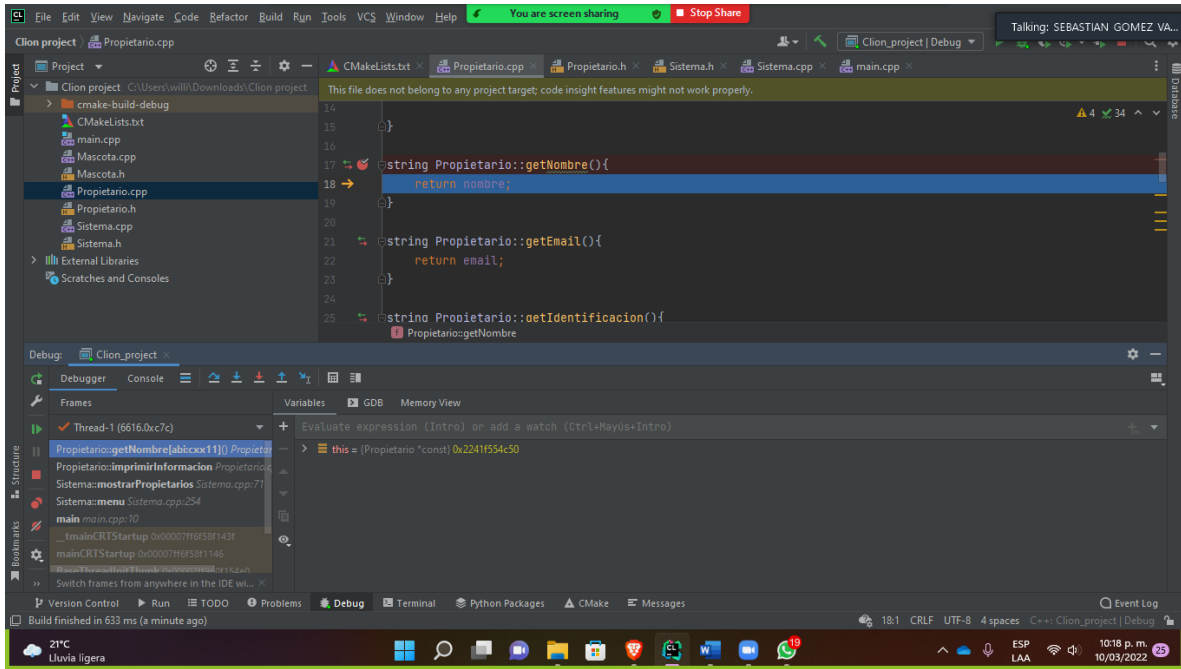 File Edit View Navigate Code Refactor Build Run Tools VCS Window Help
You are screen sharing Stop Share
Talking: SEBASTIAN GOMEZ VA...
Clion project Propietario.cpp
Clion_project | Debug
Project
CMakeLists.txt Propietario.cpp Propietario.h Sistema.h Sistema.cpp main.cpp
Project
Database
Clion project C:\Users\willi\Downloads\Clion project
This file does not belong to any project target; code insight features might not work properly.
cmake-build-debug
CMakeLists.txt
main.cpp
Mascota.cpp
Mascota.h
Propietario.cpp
Propietario.h
Sistema.cpp
Sistema.h
External Libraries
Scratches and Consoles
4 34
14
15 }
16
17 string Propietario::getNombre(){
18 return nombre;
19 }
20
21 string Propietario::getEmail(){
22 return email;
23 }
24
25 string Propietario::getIdentificacion(){
Propietario::getNombre
Debug: Clion_project
Debugger Console
Frames
Variables GDB Memory View
Thread-1 (6616.0xc7c)
Evaluate expression (Intro) or add a watch (Ctrl+Mayús+Intro)
Propietario::getNombre[abi:cxx11]() Propietar
this = {Propietario *const} 0x2241f554c50
Propietario::imprimirInformacion Propietario.c
Sistema::mostrarPropietarios Sistema.cpp:71
Sistema::menu Sistema.cpp:254
main main.cpp:10
__tmainCRTStartup 0x00007ff6f58f143f
mainCRTStartup 0x00007ff6f58f1146
Switch frames from anywhere in the IDE wi...
Structure
Bookmarks
Version Control Run TODO Problems Debug Terminal Python Packages CMake Messages
Event Log
Build finished in 633 ms (a minute ago)
18:1 CRLF UTF-8 4 spaces C++: Clion_project | Debug
21°C
Lluvia ligera
19
ESP
LAA
10:18 p. m.
10/03/2022
25